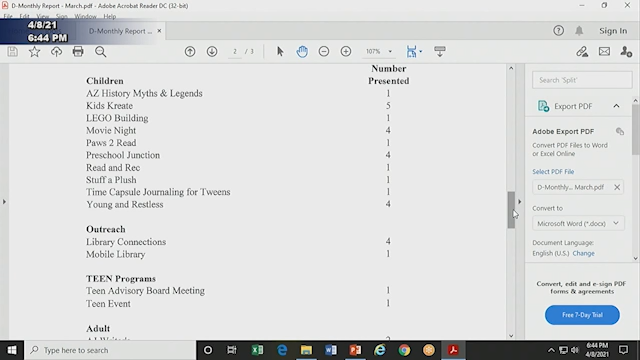 D-Monthly Report - March.pdf - Adobe Acrobat Reader DC (32-bit)
File Edit View Sign Window Help
4/8/21
6:44 PM
D-Monthly Report -... ×
Sign In
2 / 3
107%
Number
Children Presented
AZ History Myths & Legends 1
Kids Kreate 5
LEGO Building 1
Movie Night 4
Paws 2 Read 1
Preschool Junction 4
Read and Rec 1
Stuff a Plush 1
Time Capsule Journaling for Tweens 1
Young and Restless 4
Outreach
Library Connections 4
Mobile Library 1
TEEN Programs
Teen Advisory Board Meeting 1
Teen Event 1
Adult
Search 'Split'
Export PDF
Adobe Export PDF
Convert PDF Files to Word
or Excel Online
Select PDF File
D-Monthly... March.pdf ×
Convert to
Microsoft Word (*.docx)
Document Language:
English (U.S.) Change
Convert, edit and e-sign PDF
forms & agreements
Free 7-Day Trial
Type here to search
6:44 PM
4/8/2021